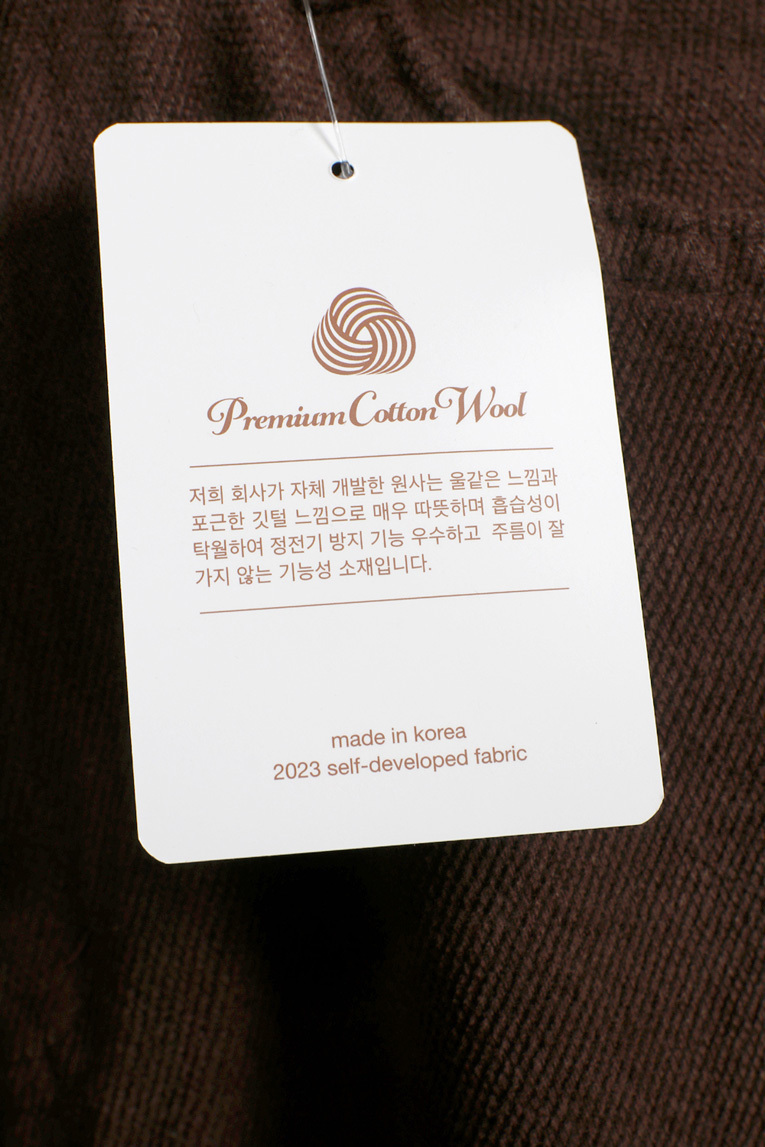 Premium Cotton Wool
저희 회사가 자체 개발한 원사는 울같은 느낌과
포근한 깃털 느낌으로 매우 따뜻하며 흡습성이
탁월하여 정전기 방지 기능 우수하고 주름이 잘
가지 않는 기능성 소재입니다.
made in korea
2023 self-developed fabric